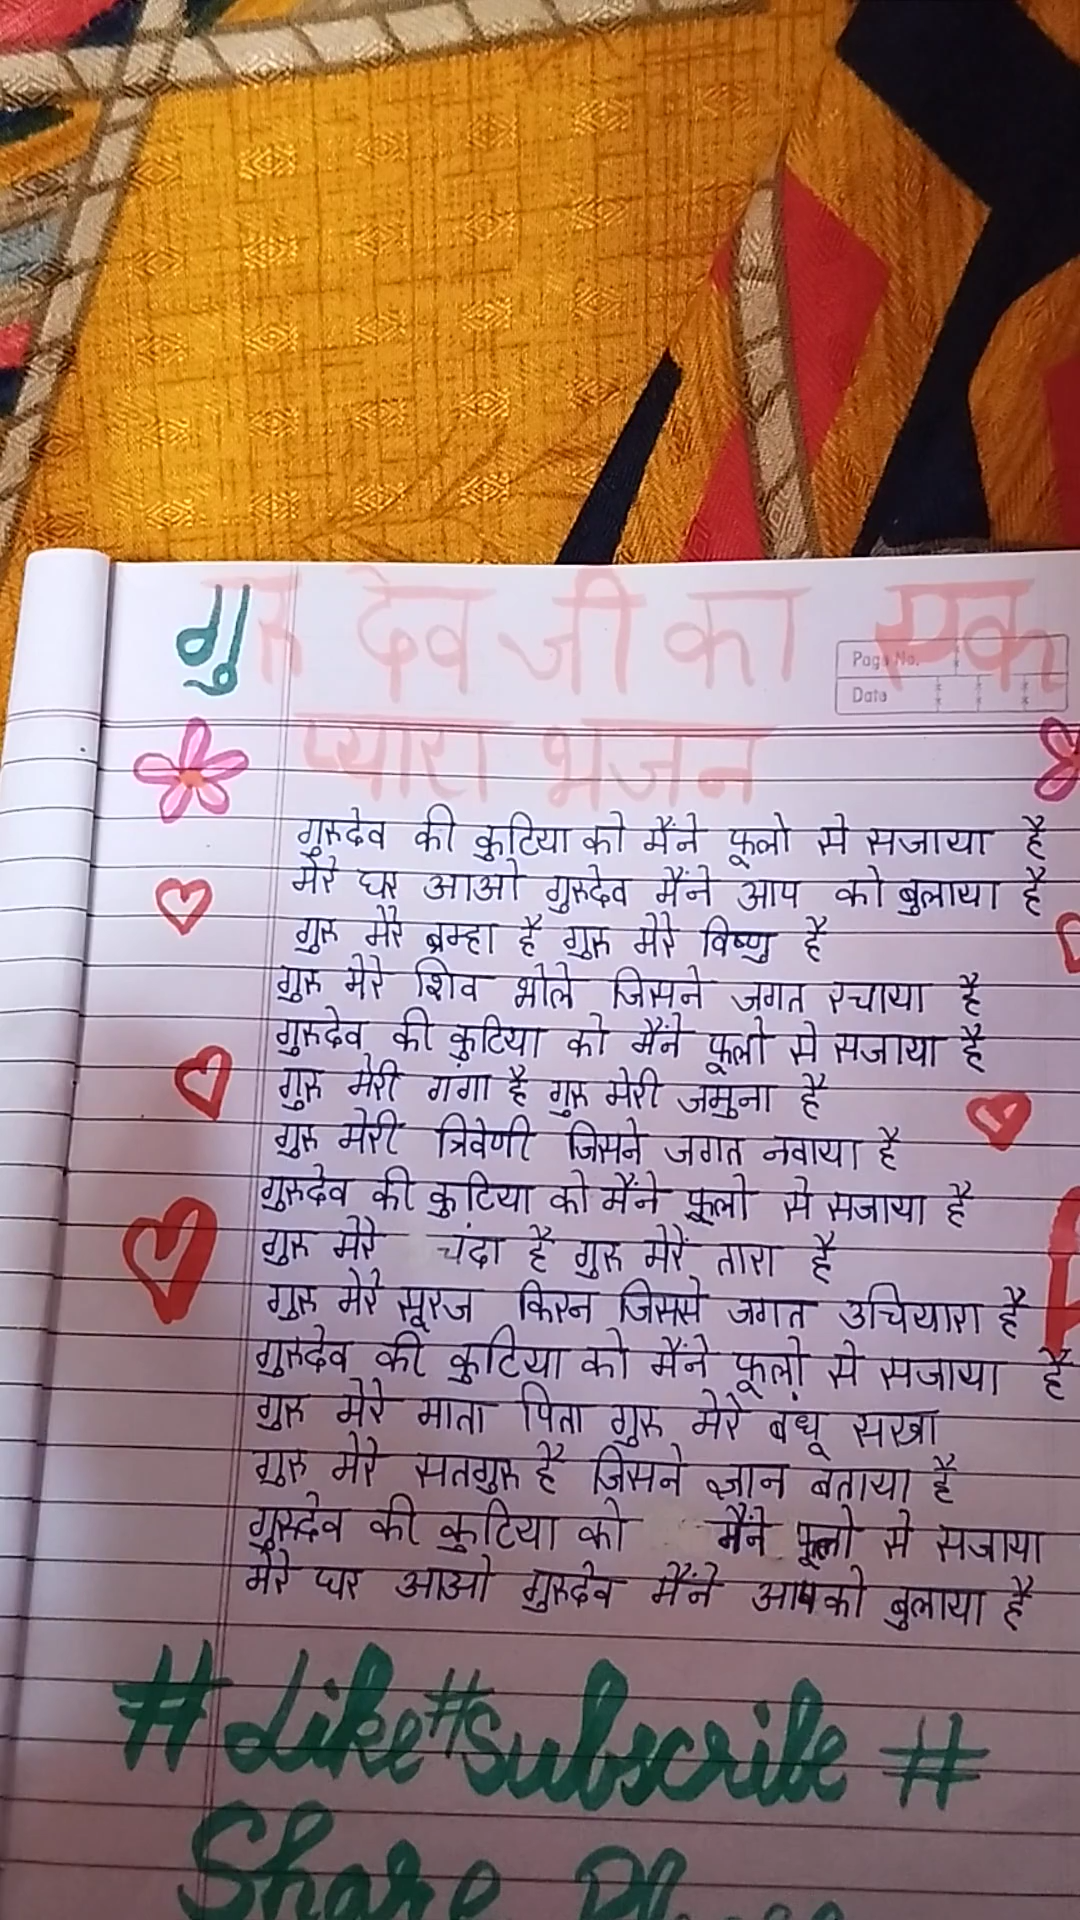 गुरु देव जी का एक
Page No.
Date
प्यारा भजन
गुरुदेव की कुटिया को मैंने फूलो से सजाया है
मेरे घर आओ गुरुदेव मैंने आप को बुलाया है
गुरु मेरे ब्रम्हा है गुरु मेरे विष्णु है
गुरु मेरे शिव भोले जिसने जगत रचाया है
गुरुदेव की कुटिया को मैंने फूलो से सजाया है
गुरु मेरी गंगा है गुरु मेरी जमुना है
गुरु मेरी त्रिवेणी जिसने जगत नवाया है
गुरुदेव की कुटिया को मैंने फूलो से सजाया है
गुरु मेरे चंदा है गुरु मेरें तारा है
गुरु मेरे सूरज किरन जिससे जगत उचियारा है
गुरुदेव की कुटिया को मैंने फूलो से सजाया है
गुरु मेरे माता पिता गुरु मेरे बंधू सखा
गुरु मेरे सतगुरु है जिसने ज्ञान बताया है
गुरुदेव की कुटिया को मैंने फूलो से सजाया
मेरे घर आओ गुरुदेव मैंने आपको बुलाया है
# Like #subscribe #
Share